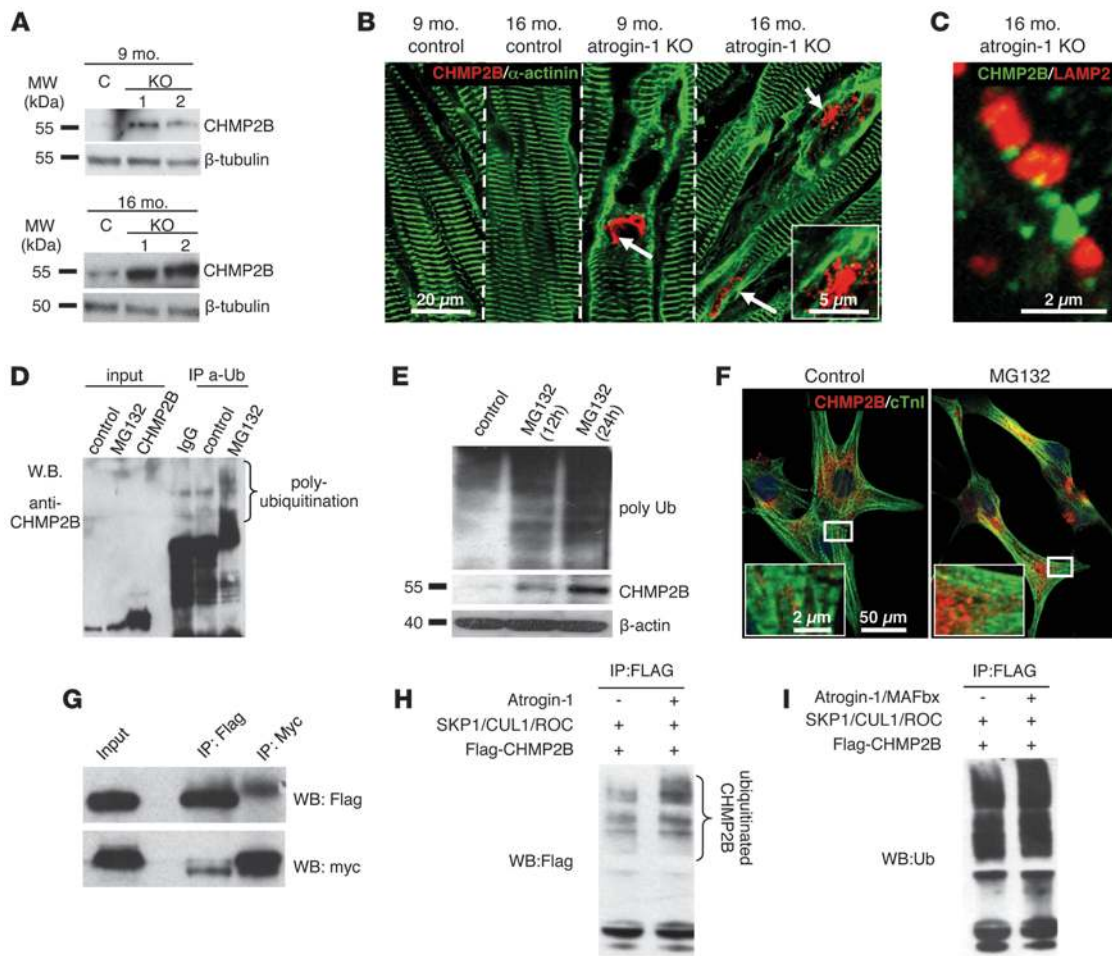 A
9 mo.
MW
(kDa)
C
KO
1
2
55
CHMP2B
55
β-tubulin
16 mo.
MW
(kDa)
C
KO
1
2
55
CHMP2B
50
β-tubulin
B
9 mo.
control
16 mo.
control
9 mo.
atrogin-1 KO
16 mo.
atrogin-1 KO
CHMP2B/α-actinin
20 µm
5 µm
C
16 mo.
atrogin-1 KO
CHMP2B/LAMP2
2 µm
D
input
IP a-Ub
control
MG132
CHMP2B
IgG
control
MG132
W.B.
anti-
CHMP2B
poly-
ubiquitination
E
control
MG132
(12h)
MG132
(24h)
poly Ub
55
CHMP2B
40
β-actin
F
Control
MG132
CHMP2B/cTnI
2 µm
50 µm
G
Input
IP: Flag
IP: Myc
WB: Flag
WB: myc
H
IP:FLAG
Atrogin-1 - +
SKP1/CUL1/ROC + +
Flag-CHMP2B + +
ubiquitinated
CHMP2B
WB:Flag
I
IP:FLAG
Atrogin-1/MAFbx - +
SKP1/CUL1/ROC + +
Flag-CHMP2B + +
WB:Ub